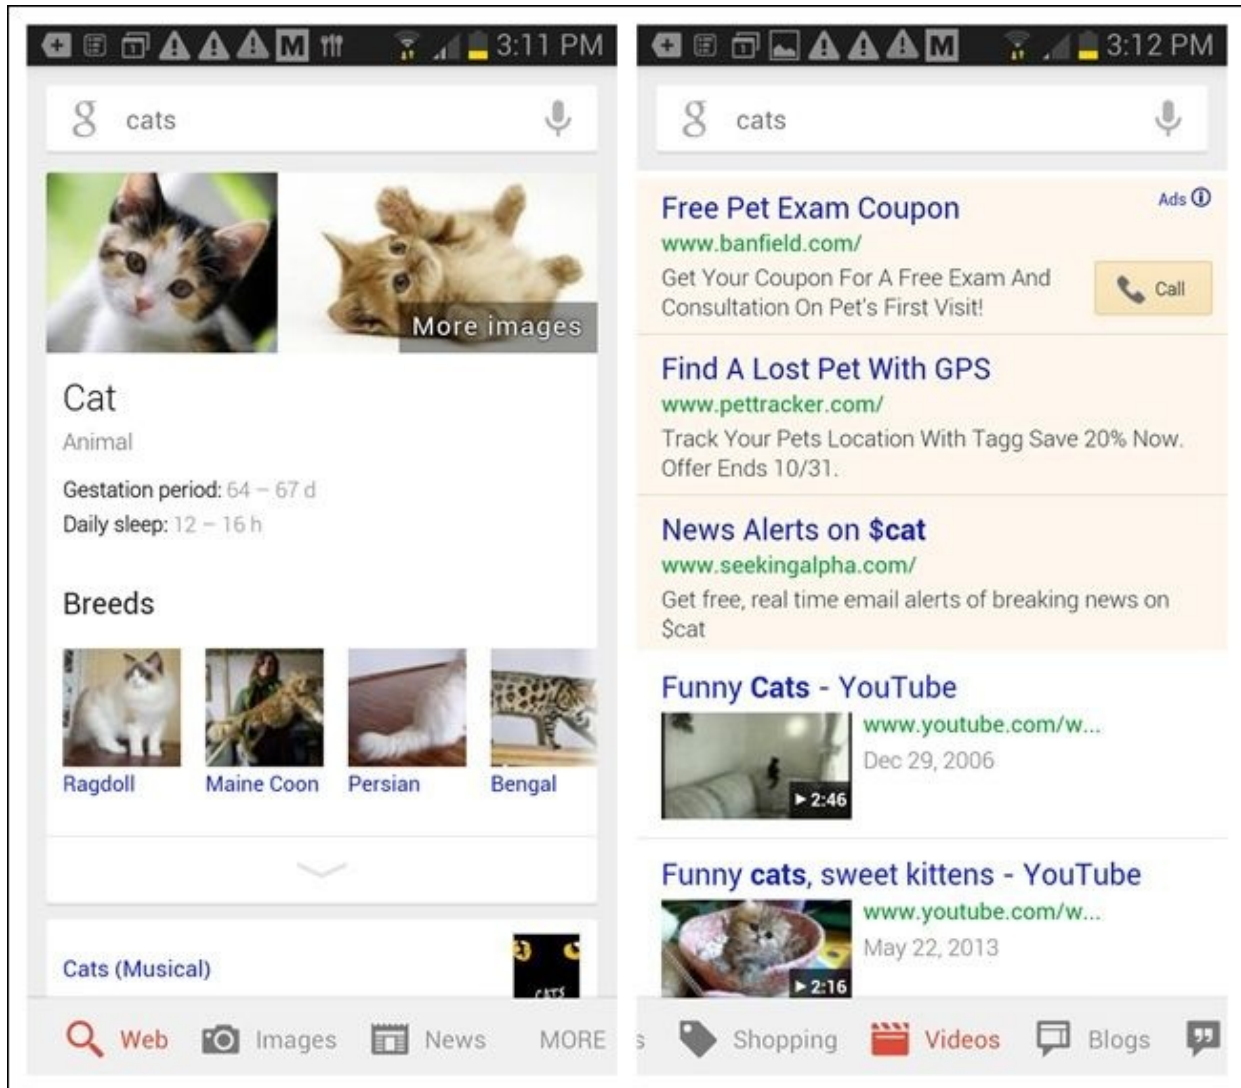 3:11 PM
g cats
More images
Cat
Animal
Gestation period: 64 – 67 d
Daily sleep: 12 – 16 h
Breeds
Ragdoll Maine Coon Persian Bengal
Cats (Musical)
CATS
Web Images News MORE
1 M 3:12 PM
g cats
Free Pet Exam Coupon Ads
www.banfield.com/
Get Your Coupon For A Free Exam And
Consultation On Pet's First Visit!
Call
Find A Lost Pet With GPS
www.pettracker.com/
Track Your Pets Location With Tagg Save 20% Now.
Offer Ends 10/31.
News Alerts on $cat
www.seekingalpha.com/
Get free, real time email alerts of breaking news on
$cat
Funny Cats - YouTube
www.youtube.com/w...
Dec 29, 2006
2:46
Funny cats, sweet kittens - YouTube
www.youtube.com/w...
May 22, 2013
2:16
s Shopping Videos Blogs